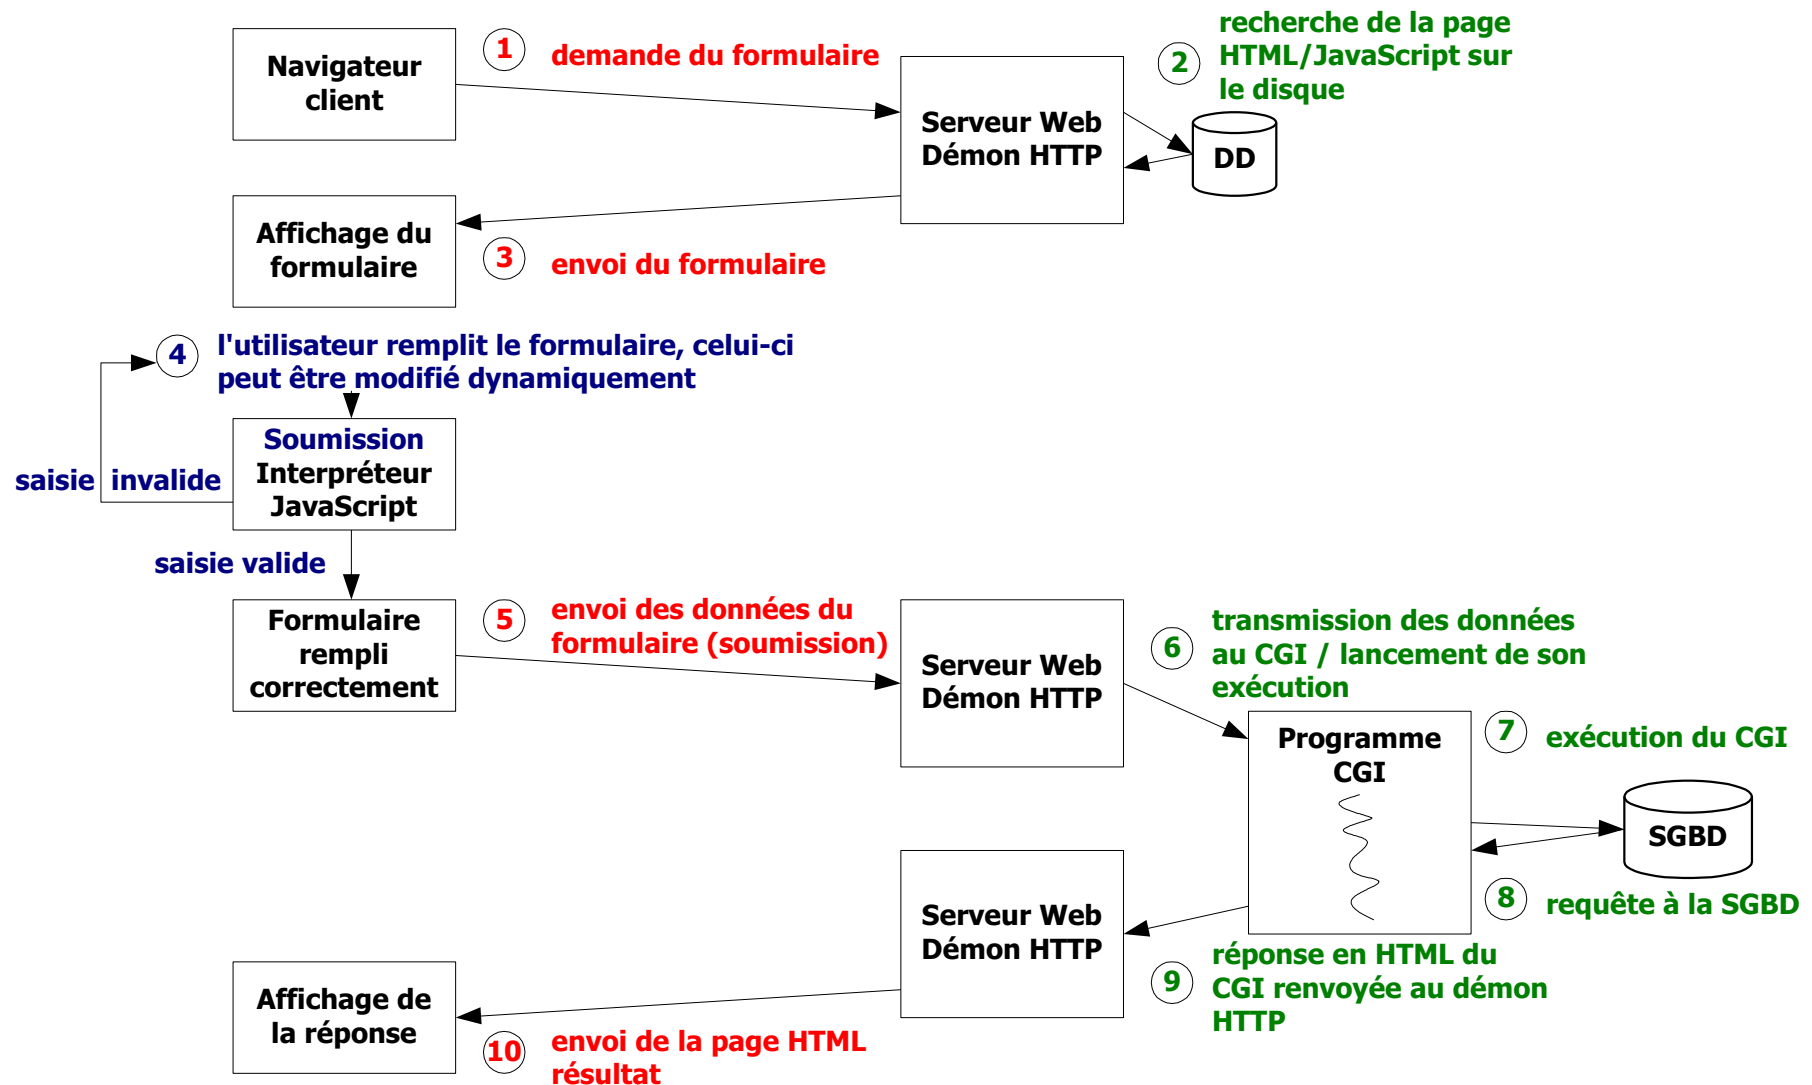 Navigateur
client
1
demande du formulaire
Serveur Web
Démon HTTP
2
recherche de la page
HTML/JavaScript sur
le disque
DD
Affichage du
formulaire
3
envoi du formulaire
4
l'utilisateur remplit le formulaire, celui-ci
peut être modifié dynamiquement
Soumission
Interpréteur
JavaScript
saisie invalide
saisie valide
Formulaire
rempli
correctement
5
envoi des données du
formulaire (soumission)
Serveur Web
Démon HTTP
6
transmission des données
au CGI / lancement de son
exécution
Programme
CGI
7
exécution du CGI
SGBD
8
requête à la SGBD
Serveur Web
Démon HTTP
9
réponse en HTML du
CGI renvoyée au démon
HTTP
Affichage de
la réponse
10
envoi de la page HTML
résultat